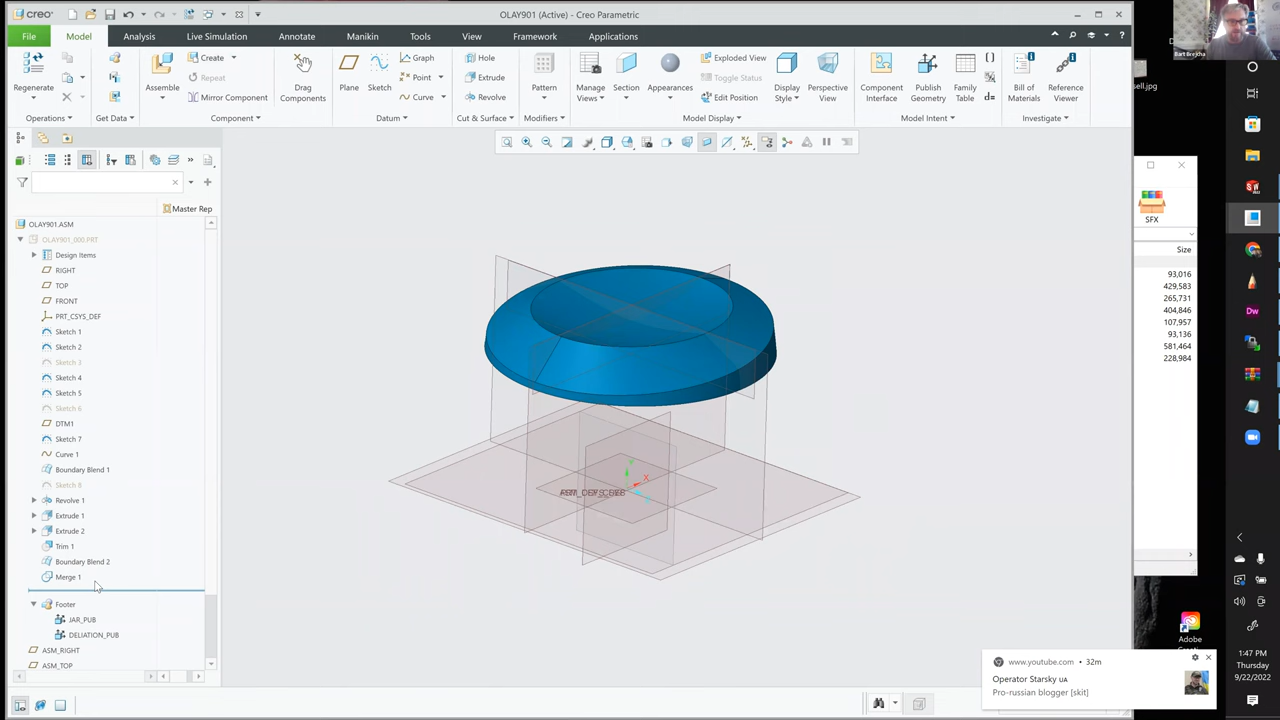 creo
OLAY901 (Active) - Creo Parametric
File Model Analysis Live Simulation Annotate Manikin Tools View Framework Applications
Regenerate
Operations
Get Data
Assemble
Create
Repeat
Mirror Component
Component
Drag Components
Plane
Sketch
Graph
Point
Curve
Datum
Hole
Extrude
Revolve
Cut & Surface
Pattern
Modifiers
Manage Views
Section
Appearances
Exploded View
Toggle Status
Edit Position
Display Style
Perspective View
Model Display
Component Interface
Publish Geometry
Family Table
Model Intent
Bill of Materials
Reference Viewer
Investigate
Master Rep
OLAY901.ASM
OLAY901_000.PRT
Design Items
RIGHT
TOP
FRONT
PRT_CSYS_DEF
Sketch 1
Sketch 2
Sketch 3
Sketch 4
Sketch 5
Sketch 6
DTM1
Sketch 7
Curve 1
Boundary Blend 1
Sketch 8
Revolve 1
Extrude 1
Extrude 2
Trim 1
Boundary Blend 2
Merge 1
Footer
JAR_PUB
DELIATION_PUB
ASM_RIGHT
ASM_TOP
Y
X
Bart Brejcha
sell.jpg
SFX
Size
93,016
429,583
265,731
404,846
107,957
93,136
581,464
228,984
Dw
Adobe
www.youtube.com • 32m
Operator Starsky UA
Pro-russian blogger [skit]
1:47 PM
Thursday
9/22/2022